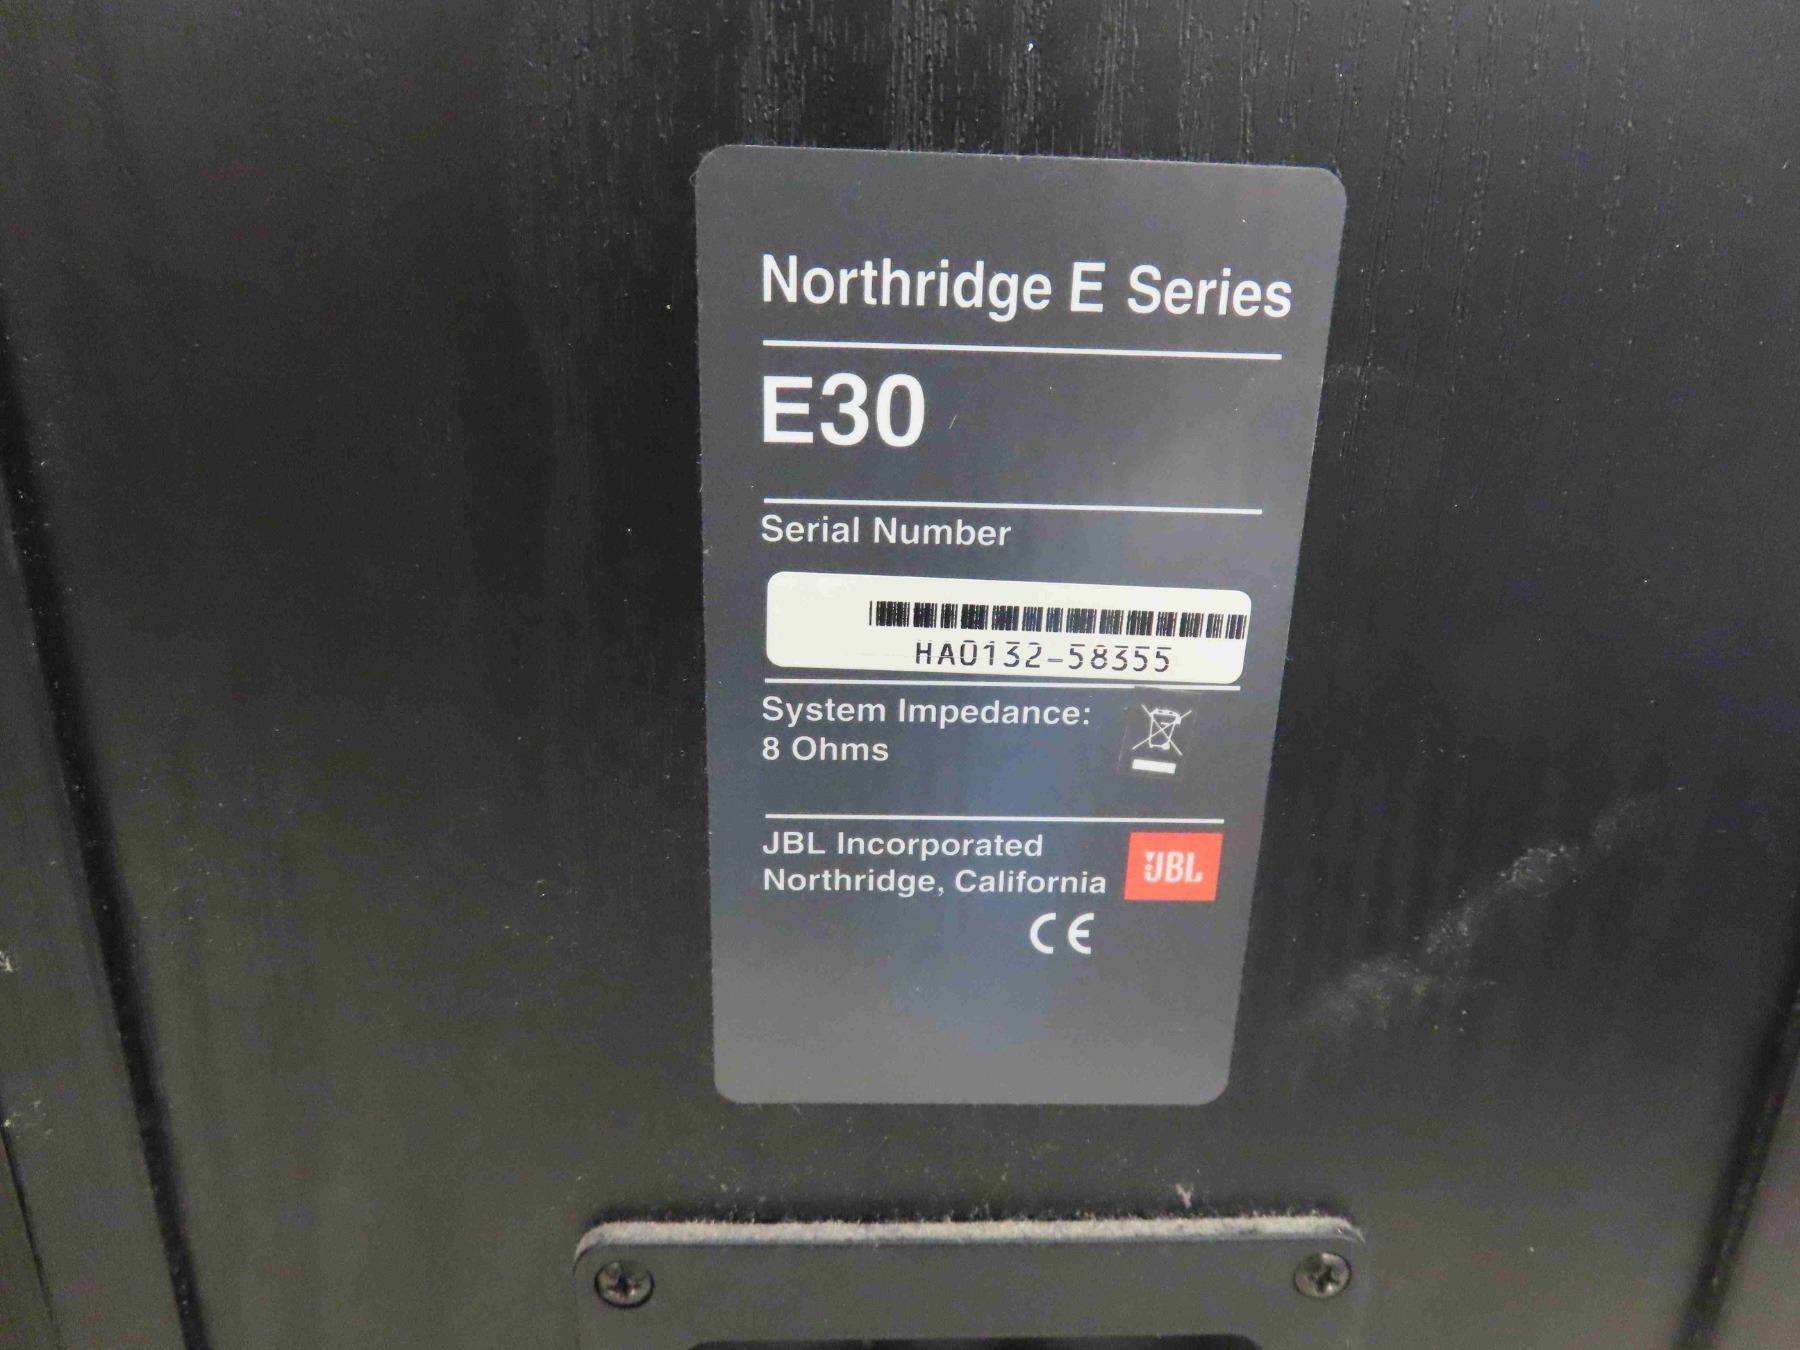 Northridge E Series
E30
Serial Number
HA0132-58355
System Impedance:
8 Ohms
JBL Incorporated
Northridge, California
JBL
CE